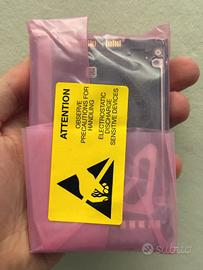 ATTENTION
OBSERVE
PRECAUTIONS FOR
HANDLING
ELECTROSTATIC
DISCHARGE
SENSITIVE DEVICES
subito